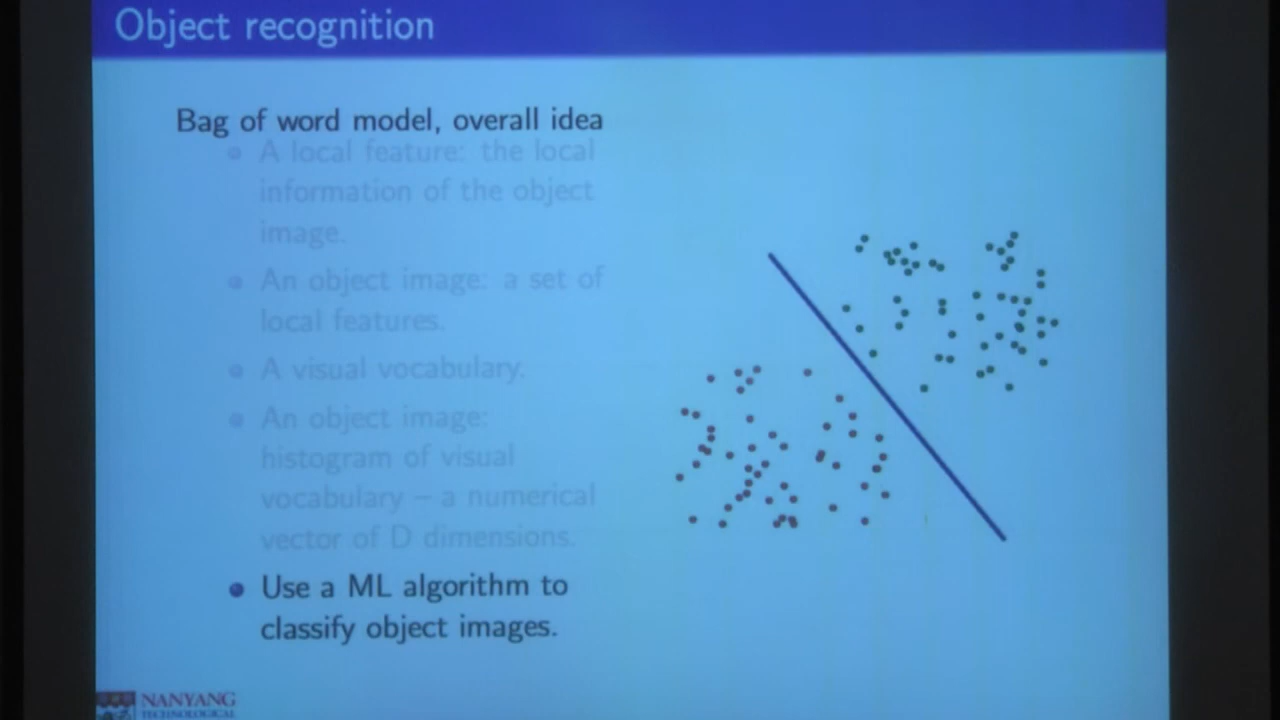 Object recognition
Bag of word model, overall idea
A local feature: the local
information of the object
image.
An object image: a set of
local features.
A visual vocabulary.
An object image:
histogram of visual
vocabulary – a numerical
vector of D dimensions.
Use a ML algorithm to
classify object images.
NANYANG
TECHNOLOGICAL